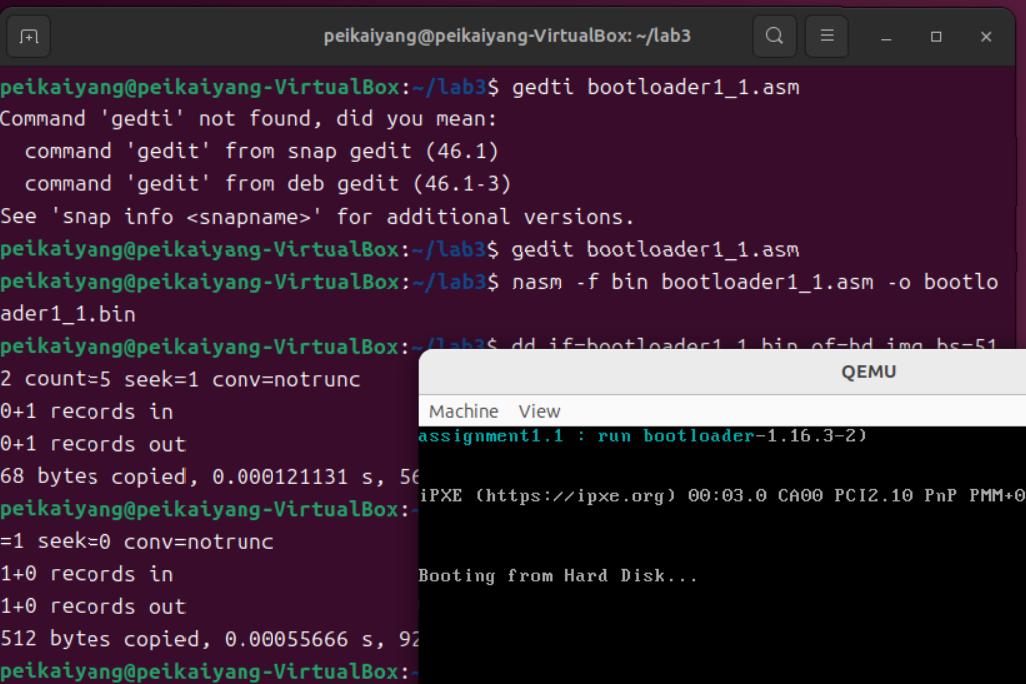 peikaiyang@peikaiyang-VirtualBox: ~/lab3
peikaiyang@peikaiyang-VirtualBox:~/lab3$ gedti bootloader1_1.asm
Command 'gedti' not found, did you mean:
  command 'gedit' from snap gedit (46.1)
  command 'gedit' from deb gedit (46.1-3)
See 'snap info <snapname>' for additional versions.
peikaiyang@peikaiyang-VirtualBox:~/lab3$ gedit bootloader1_1.asm
peikaiyang@peikaiyang-VirtualBox:~/lab3$ nasm -f bin bootloader1_1.asm -o bootlo
ader1_1.bin
peikaiyang@peikaiyang-VirtualBox:~/lab3$ dd if=bootloader1_1.bin of=hd.img bs=51
2 count=5 seek=1 conv=notrunc
0+1 records in
0+1 records out
68 bytes copied, 0.000121131 s, 56
peikaiyang@peikaiyang-VirtualBox:
=1 seek=0 conv=notrunc
1+0 records in
1+0 records out
512 bytes copied, 0.00055666 s, 92
peikaiyang@peikaiyang-VirtualBox:
QEMU
Machine View
assignment1.1 : run bootloader-1.16.3-2)
iPXE (https://ipxe.org) 00:03.0 CA00 PCI2.10 PnP PMM+0
Booting from Hard Disk...